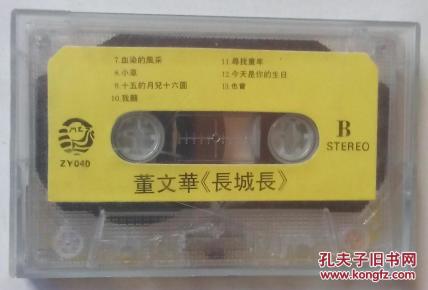 7.血染的風采
8.小草
9.十五的月兒十六圓
10.我願
11.尋找童年
12.今天是你的生日
13.也曾
ZY040
B
STEREO
董文華《長城長》
孔夫子旧书网
www.kongfz.com